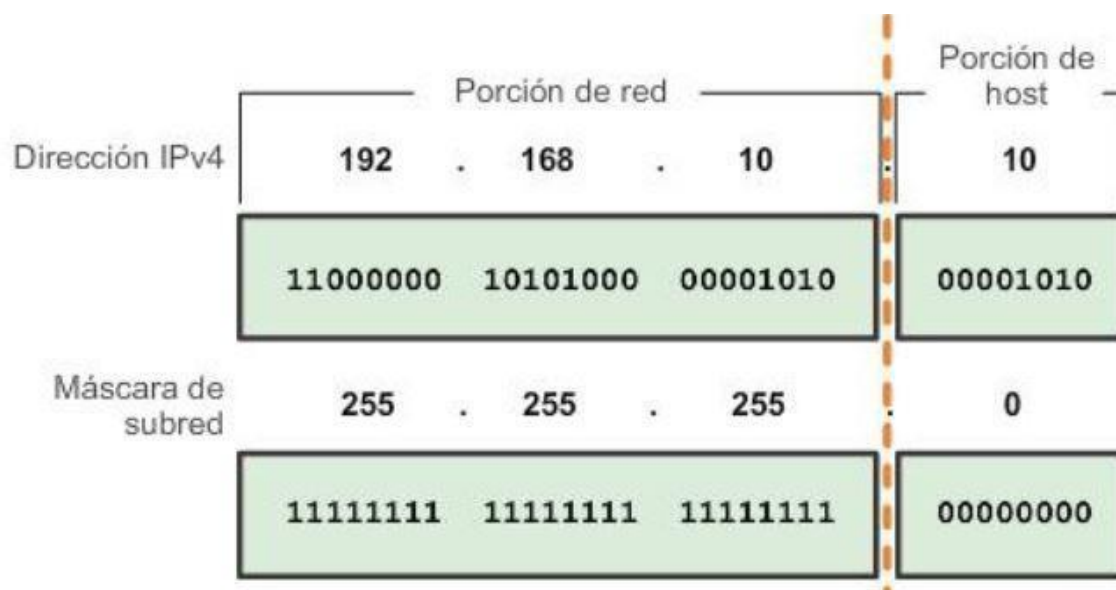 Porción de red
Porción de
host
Dirección IPv4
192 . 168 . 10 . 10
11000000 10101000 00001010 00001010
Máscara de
subred
255 . 255 . 255 . 0
11111111 11111111 11111111 00000000